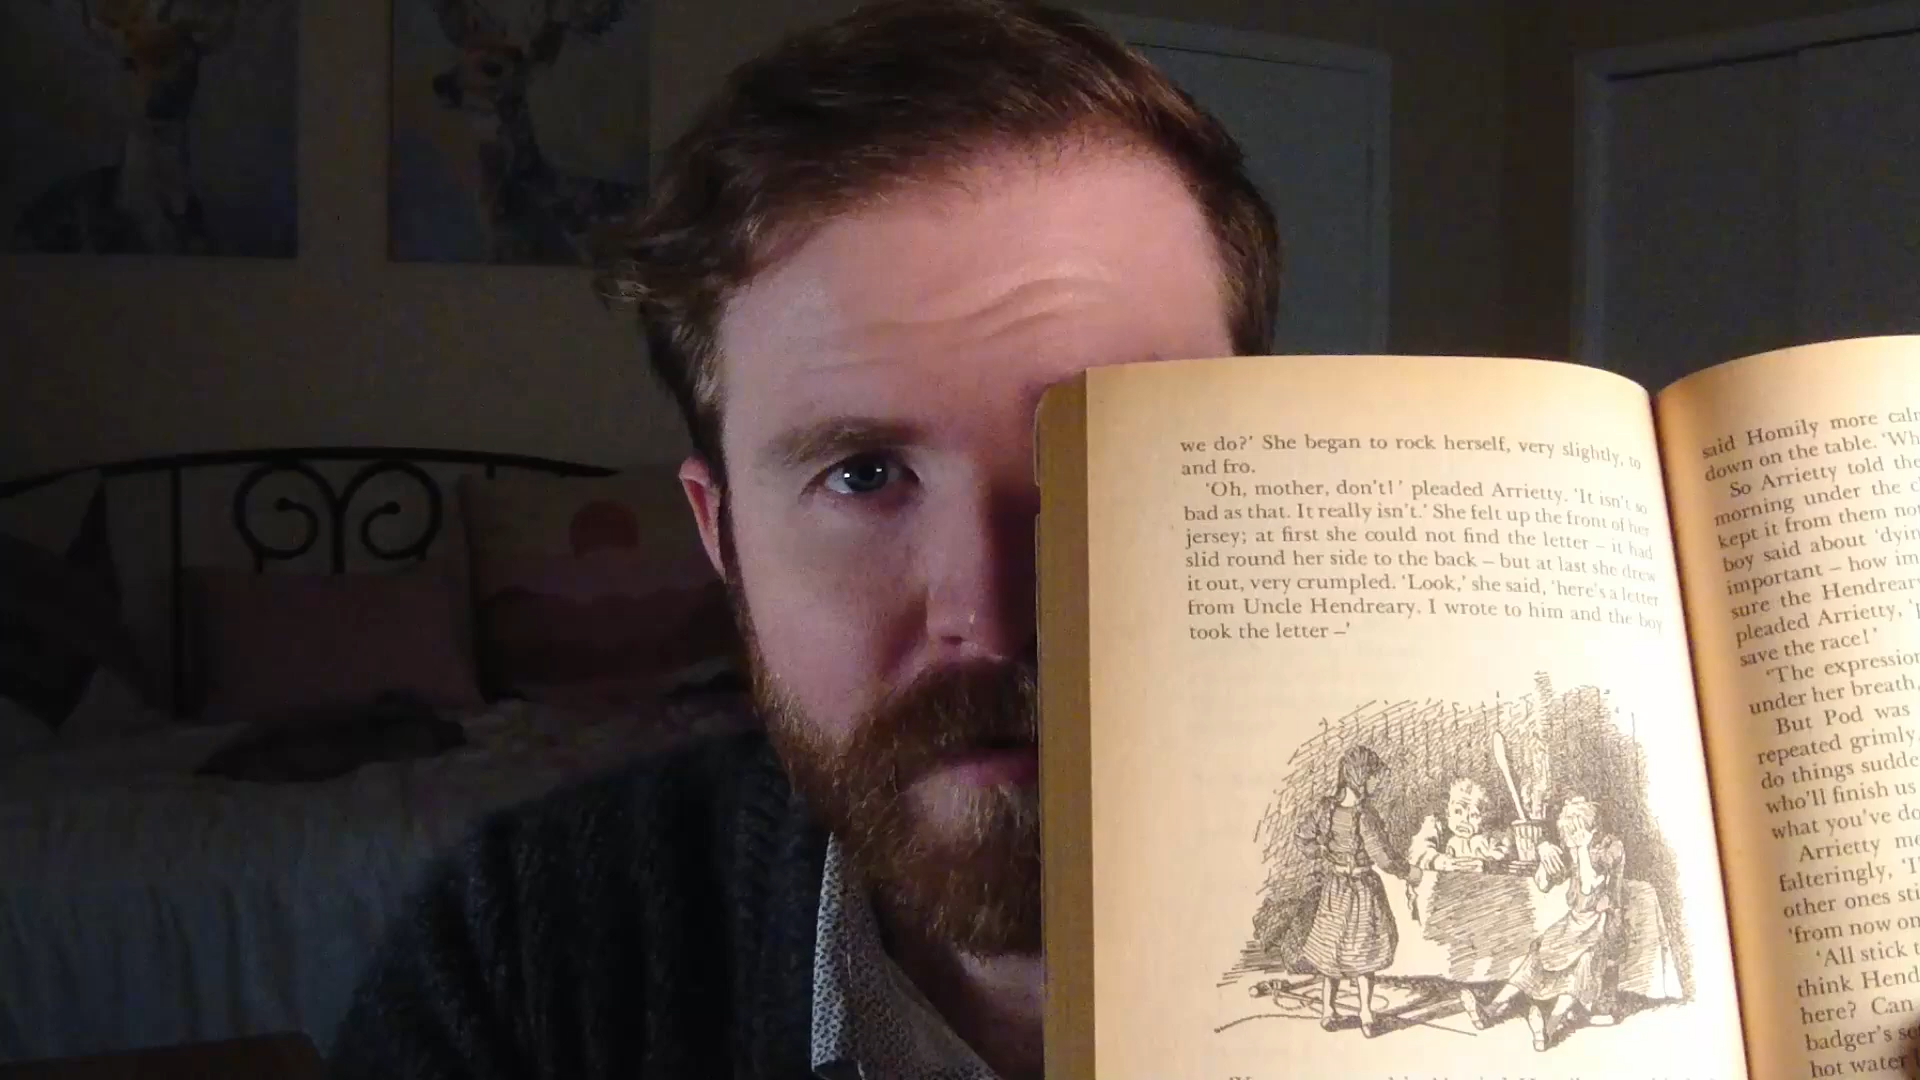 we do?’ She began to rock herself, very slightly, to
and fro.
‘Oh, mother, don’t!’ pleaded Arrietty. ‘It isn’t so
bad as that. It really isn’t.’ She felt up the front of her
jersey; at first she could not find the letter – it had
slid round her side to the back – but at last she drew
it out, very crumpled. ‘Look,’ she said, ‘here’s a letter
from Uncle Hendreary. I wrote to him and the boy
took the letter –’
said Homily more
down on the table.
So Arrietty told
morning under the
kept it from them
boy said about
important – how
sure the
pleaded Arrietty,
save the race!’
‘The expression
under her breath,
But Pod was
repeated grimly,
do things
who’ll finish us
what you’ve
Arrietty
falteringly,
other ones
‘from now on
‘All stick
think
here? Can
badger’s
hot water